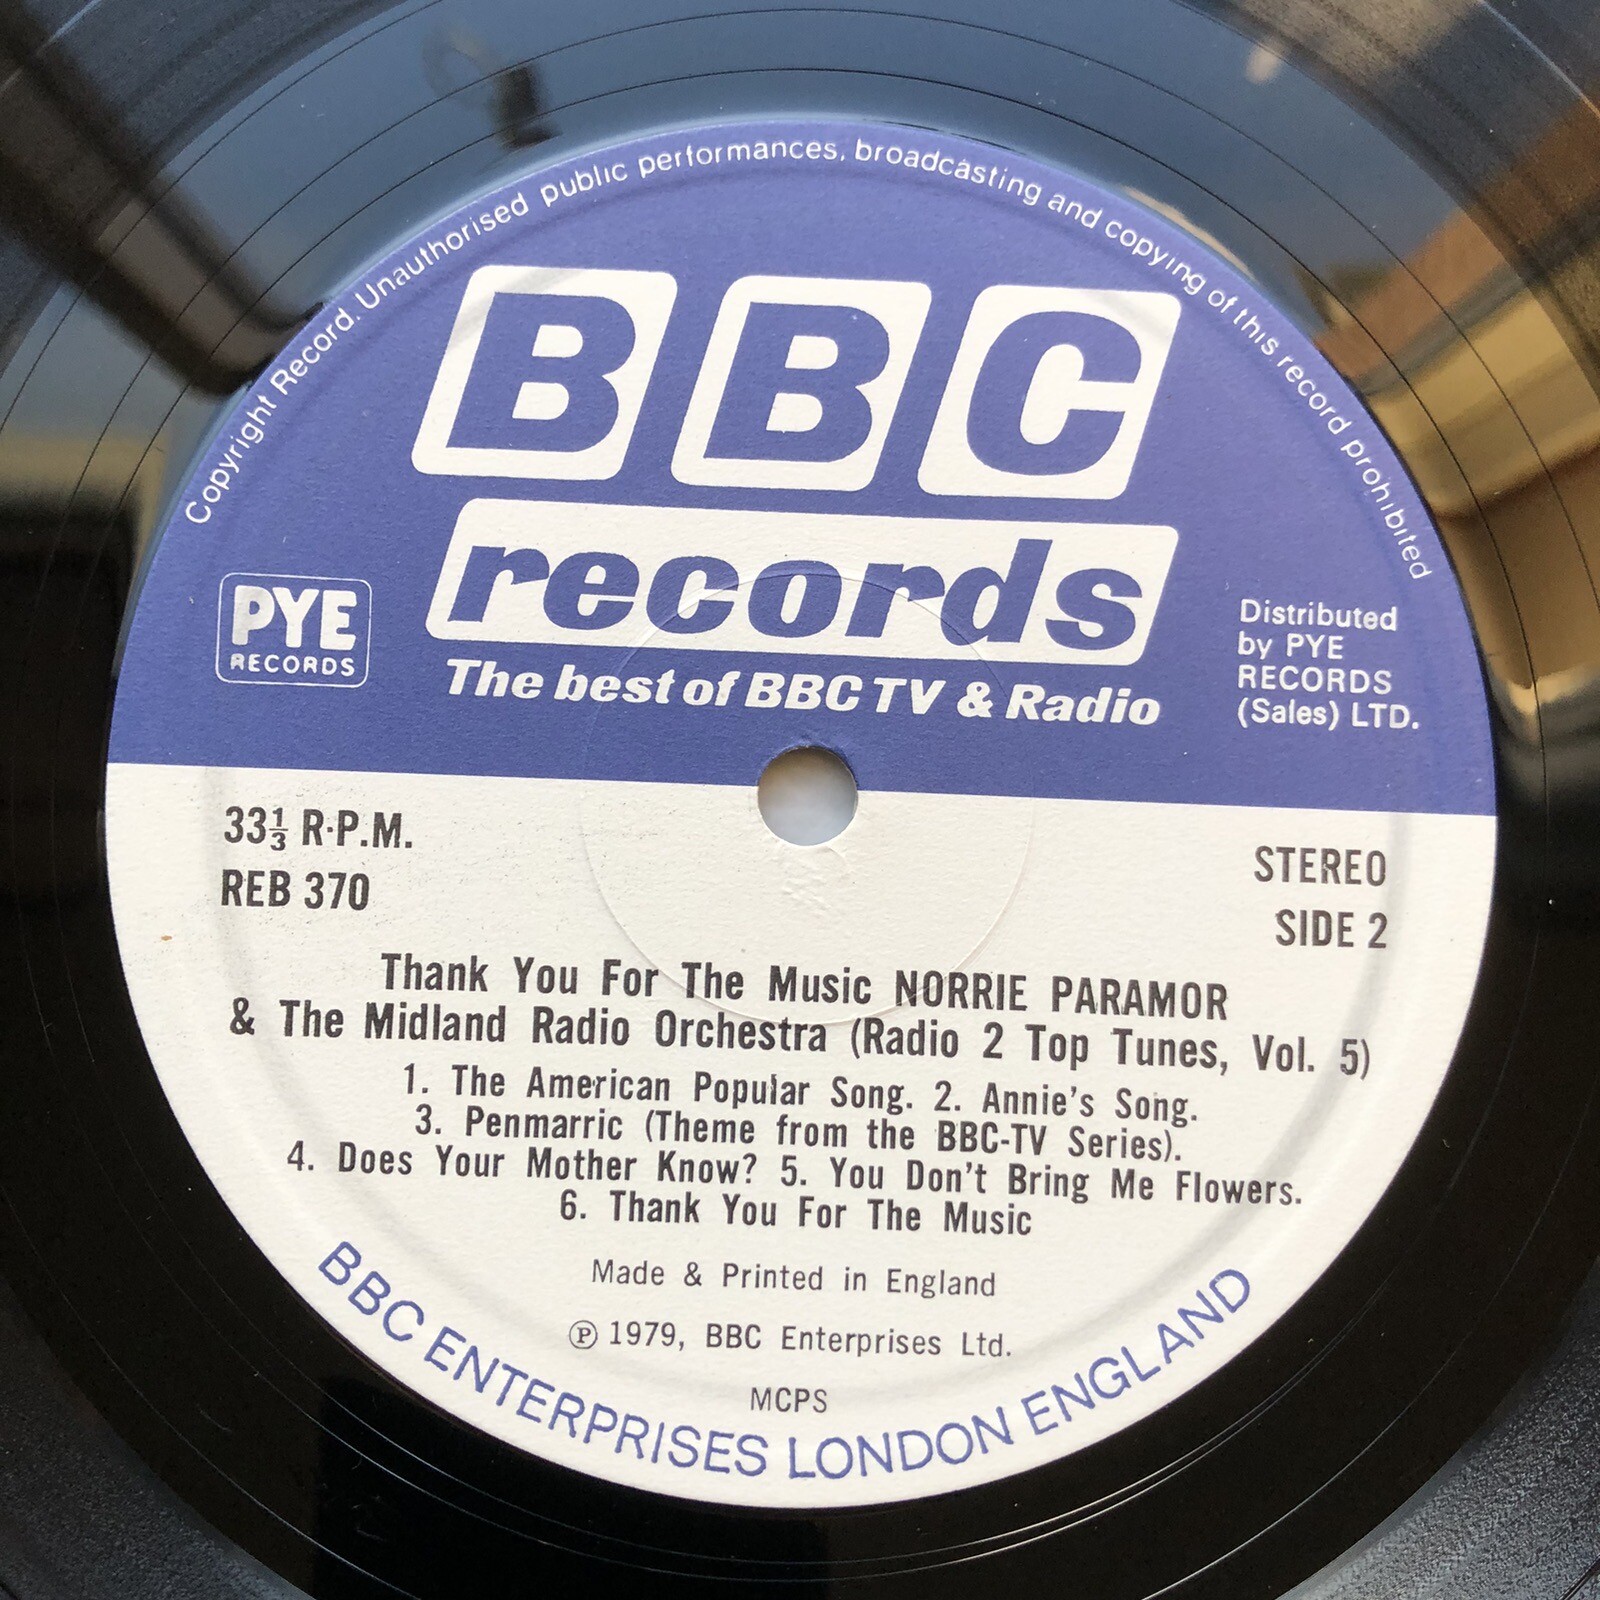 Copyright Record. Unauthorised public performances, broadcasting and copying of this record prohibited
BBC
records
The best of BBC TV & Radio
PYE
RECORDS
Distributed
by PYE
RECORDS
(Sales) LTD.
33⅓ R·P.M.
REB 370
STEREO
SIDE 2
Thank You For The Music NORRIE PARAMOR
& The Midland Radio Orchestra (Radio 2 Top Tunes, Vol. 5)
1. The American Popular Song. 2. Annie's Song.
3. Penmarric (Theme from the BBC-TV Series).
4. Does Your Mother Know? 5. You Don't Bring Me Flowers.
6. Thank You For The Music
Made & Printed in England
℗ 1979, BBC Enterprises Ltd.
MCPS
BBC ENTERPRISES LONDON ENGLAND